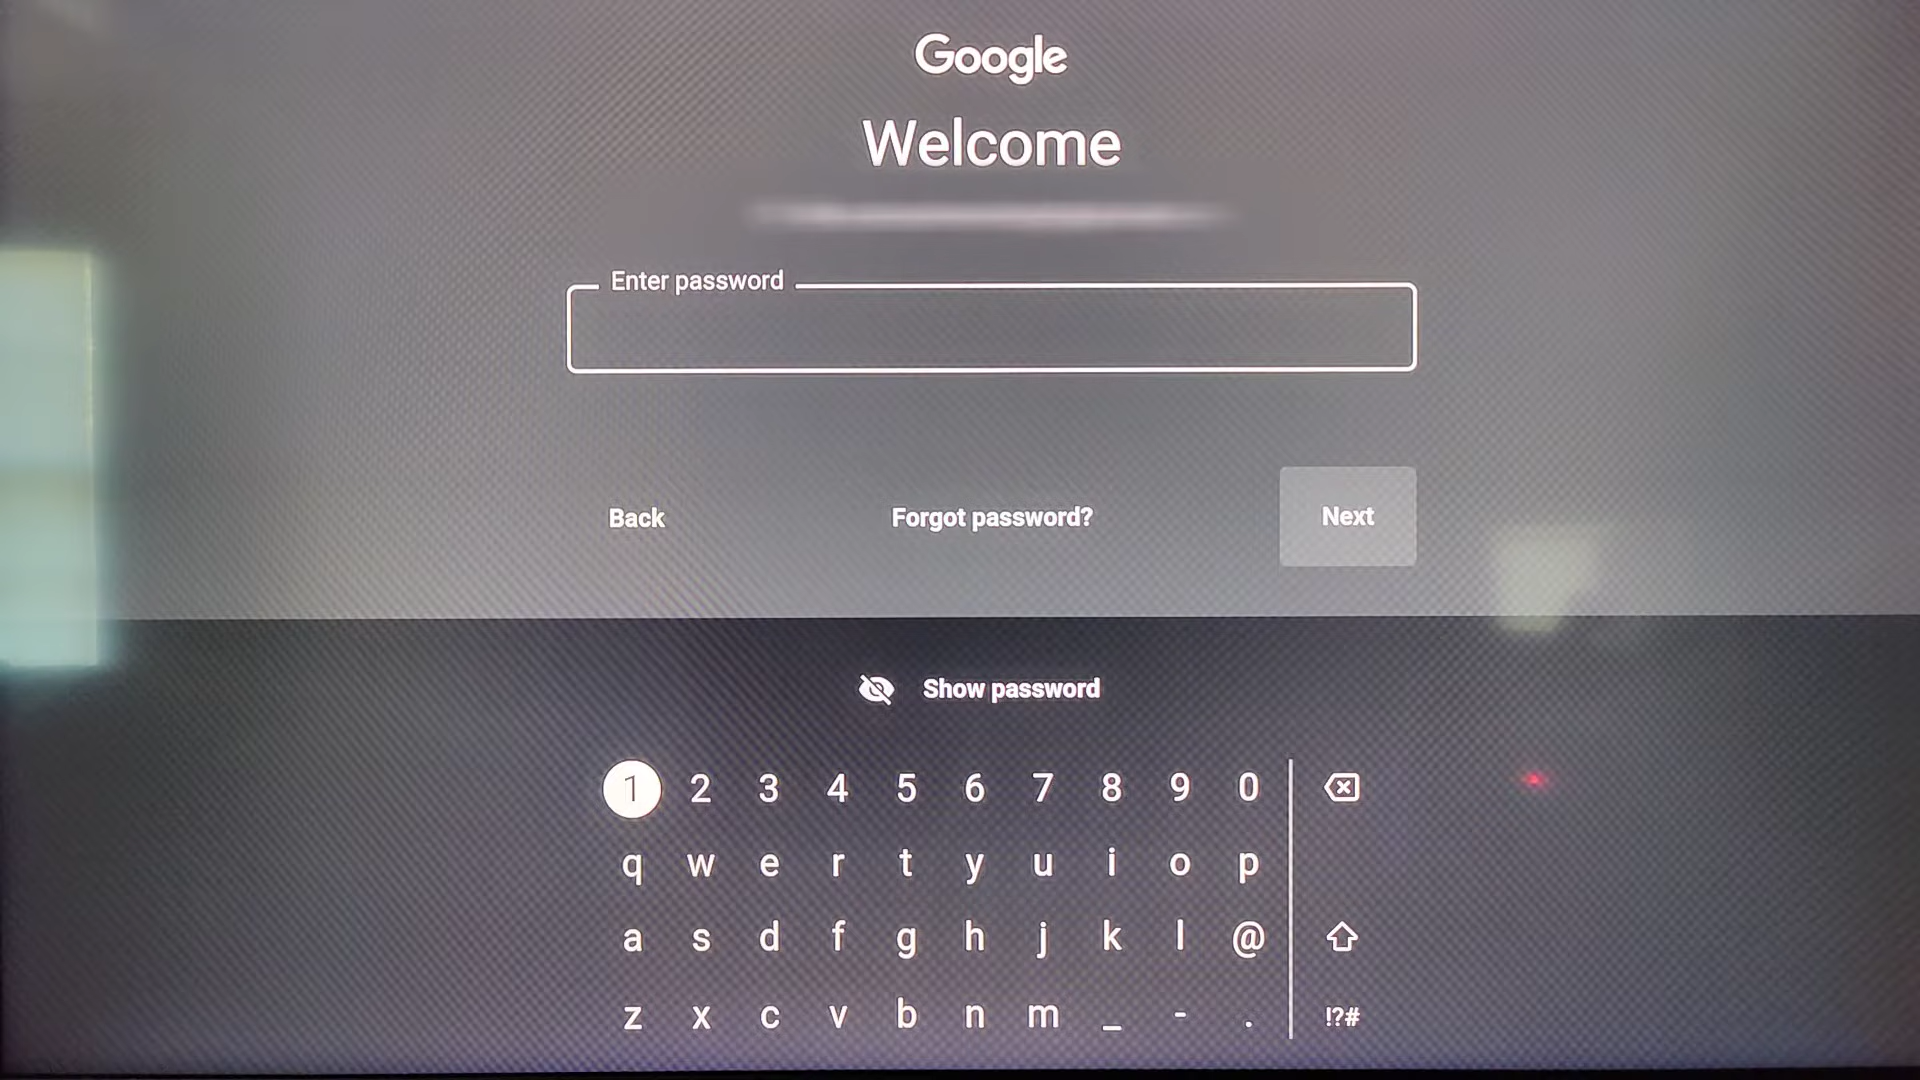 Google
Welcome
Enter password
Back Forgot password? Next
Show password
1 2 3 4 5 6 7 8 9 0
q w e r t y u i o p
a s d f g h j k l @
z x c v b n m _ - . !?#